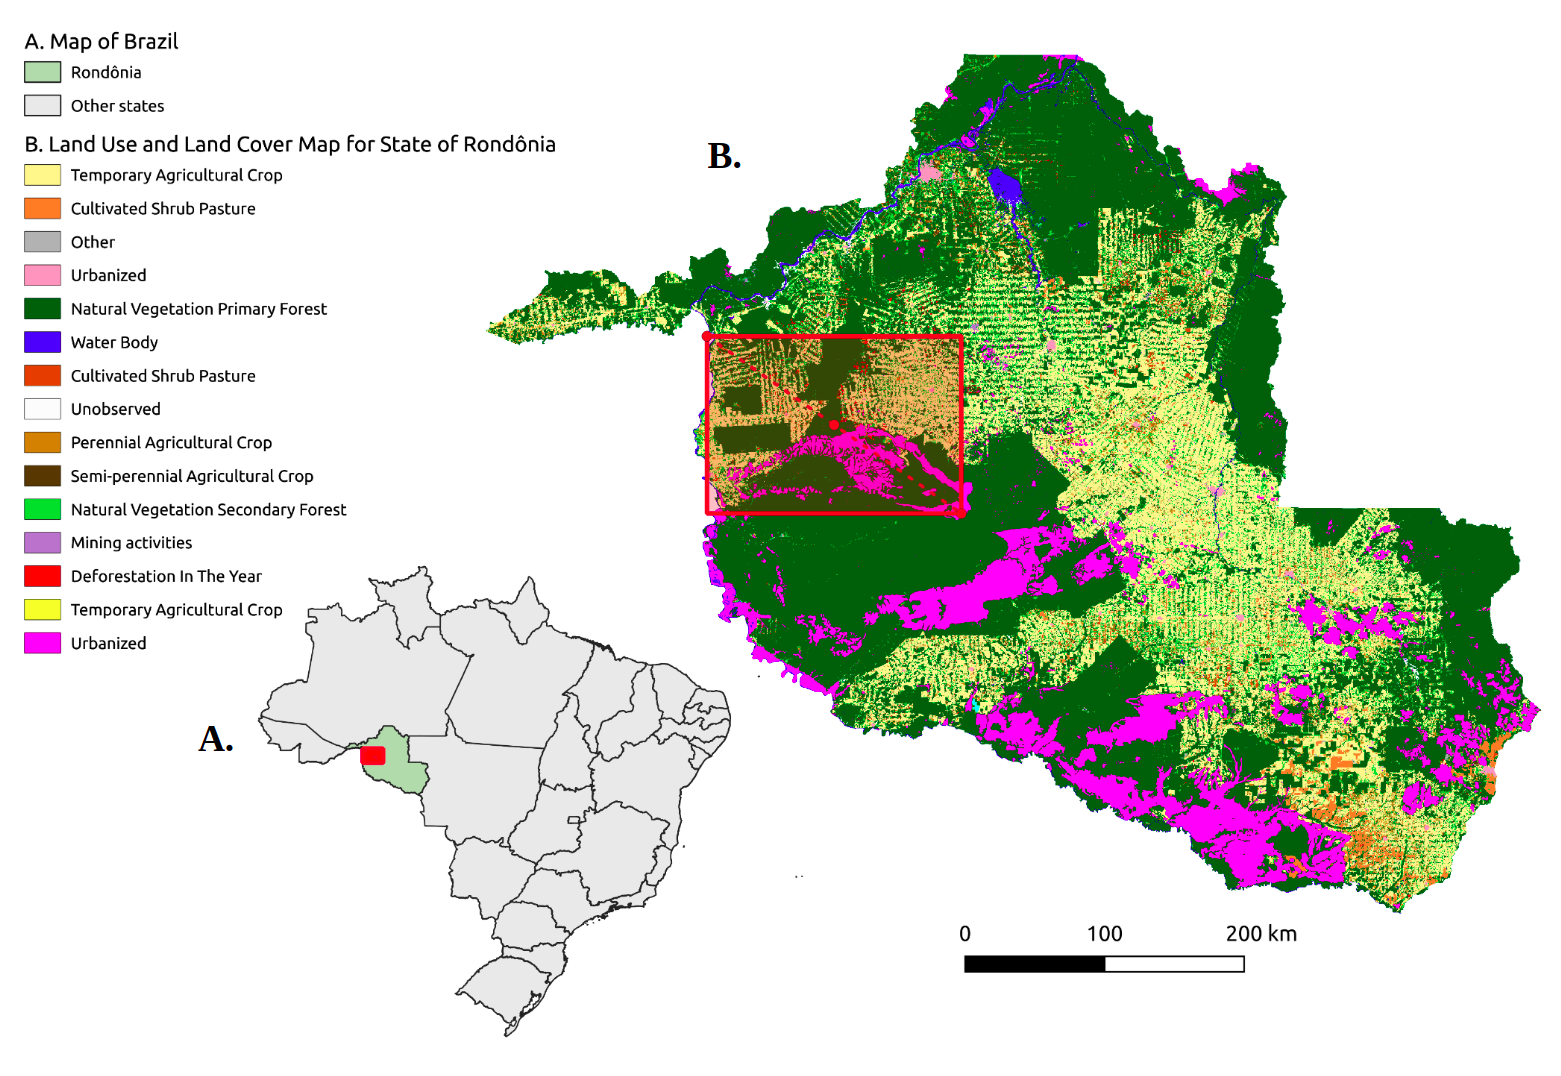 A. Map of Brazil
Rondônia
Other states
B. Land Use and Land Cover Map for State of Rondônia
Temporary Agricultural Crop
Cultivated Shrub Pasture
Other
Urbanized
Natural Vegetation Primary Forest
Water Body
Cultivated Shrub Pasture
Unobserved
Perennial Agricultural Crop
Semi-perennial Agricultural Crop
Natural Vegetation Secondary Forest
Mining activities
Deforestation In The Year
Temporary Agricultural Crop
Urbanized
B.
A.
0 100 200 km